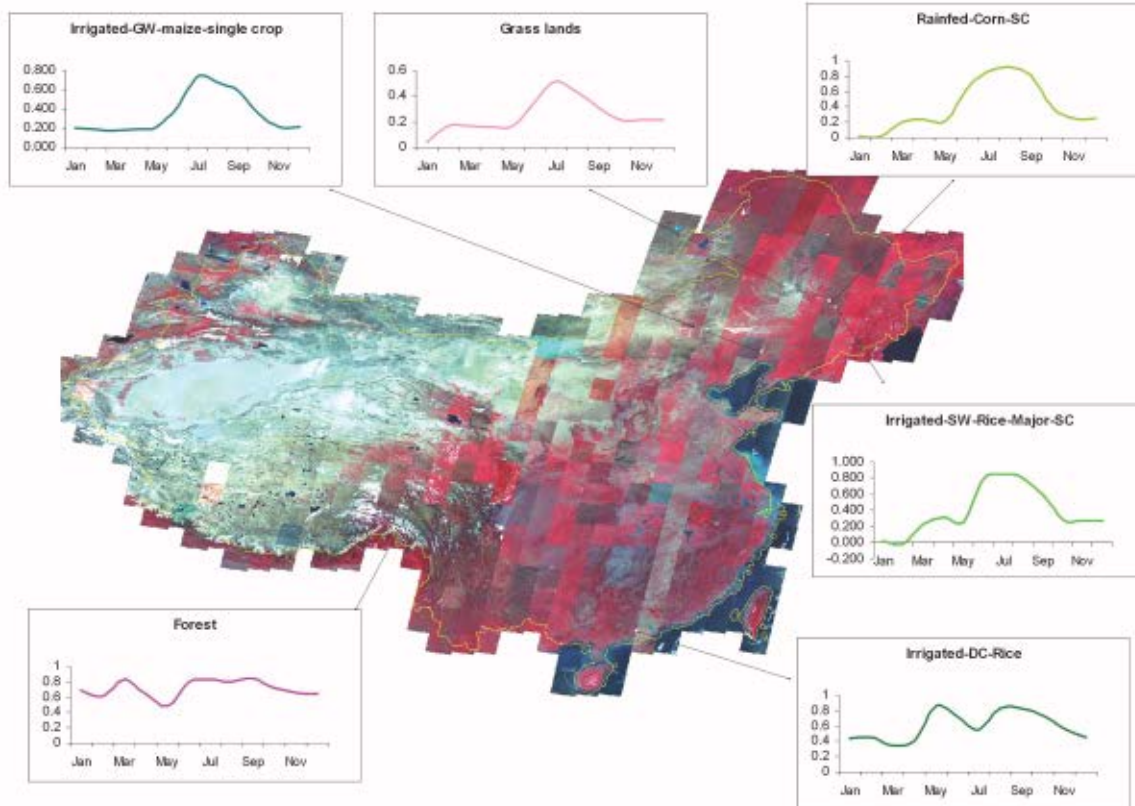 Irrigated-GW-maize-single crop
0.800
0.600
0.400
0.200
0.000
Jan Mar May Jul Sep Nov
Grass lands
0.6
0.4
0.2
0
Jan Mar May Jul Sep Nov
Rainfed-Corn-SC
1
0.8
0.6
0.4
0.2
0
Jan Mar May Jul Sep Nov
Irrigated-SW-Rice-Major-SC
1.000
0.800
0.600
0.400
0.200
0.000
-0.200
Jan Mar May Jul Sep Nov
Forest
1
0.8
0.6
0.4
0.2
0
Jan Mar May Jul Sep Nov
Irrigated-DC-Rice
1
0.8
0.6
0.4
0.2
0
Jan Mar May Jul Sep Nov